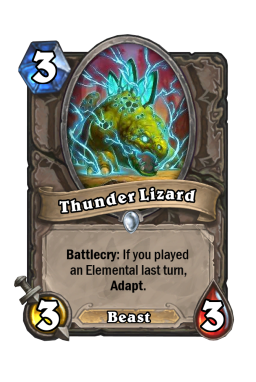 3
Thunder Lizard
Battlecry: If you played
an Elemental last turn,
Adapt.
3
Beast
3